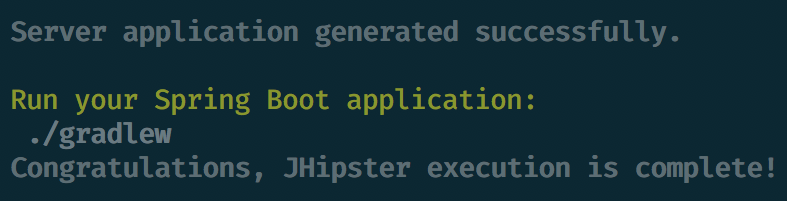 Server application generated successfully.
Run your Spring Boot application:
./gradlew
Congratulations, JHipster execution is complete!